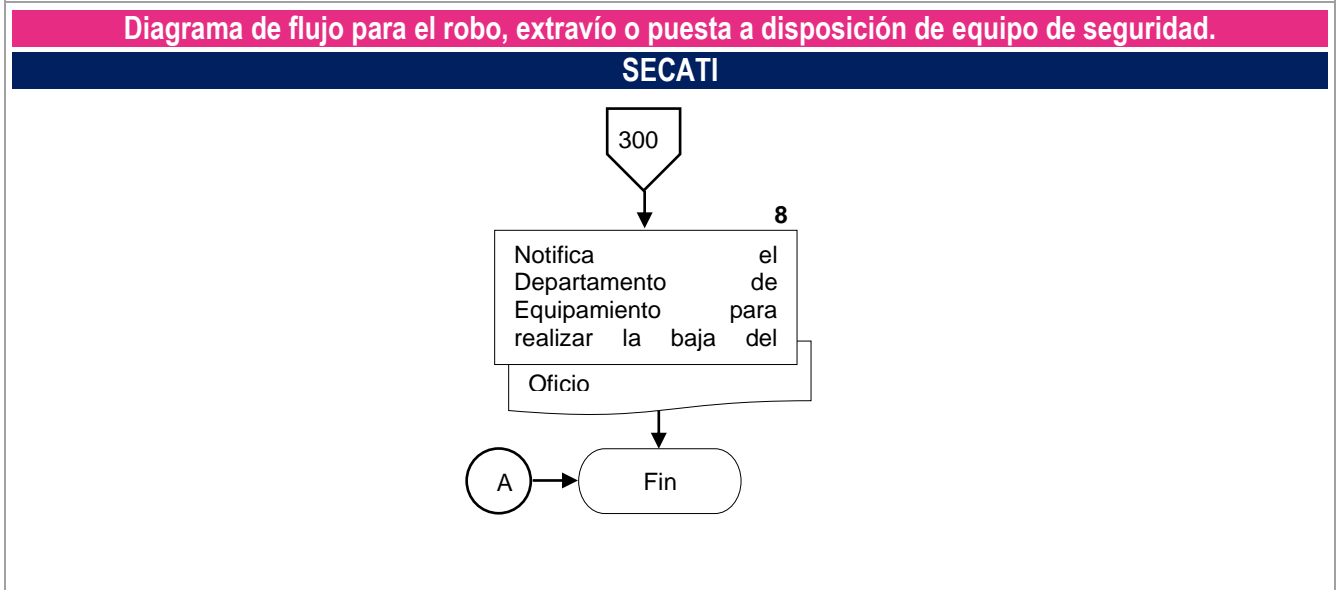 Diagrama de flujo para el robo, extravío o puesta a disposición de equipo de seguridad.
SECATI
300
8
Notifica el
Departamento de
Equipamiento para
realizar la baja del
Oficio
A
Fin